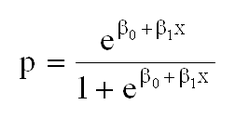 p = e^(β₀ + β₁x) / (1 + e^(β₀ + β₁x))